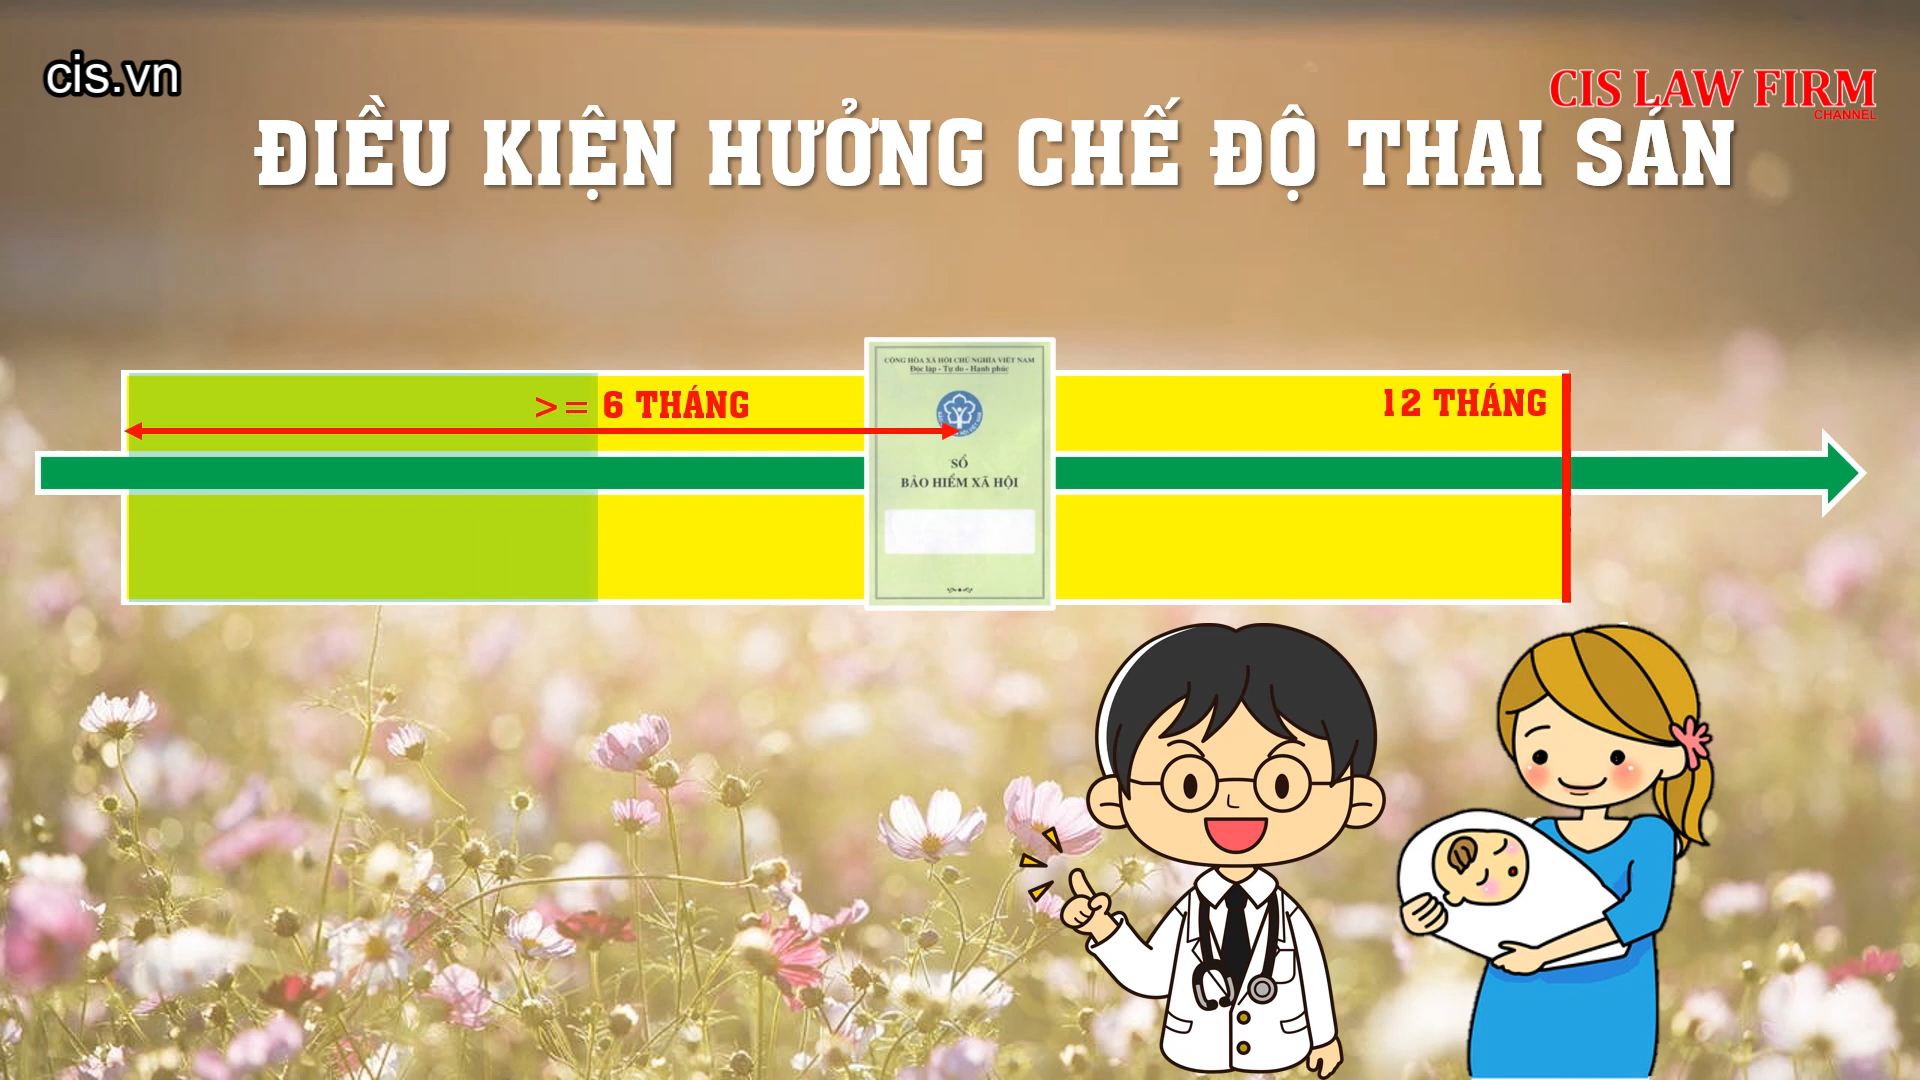 cis.vn
CIS LAW FIRM
CHANNEL
ĐIỀU KIỆN HƯỞNG CHẾ ĐỘ THAI SẢN
>= 6 THÁNG
12 THÁNG
CỘNG HÒA XÃ HỘI CHỦ NGHĨA VIỆT NAM
Độc lập - Tự do - Hạnh phúc
SỔ
BẢO HIỂM XÃ HỘI